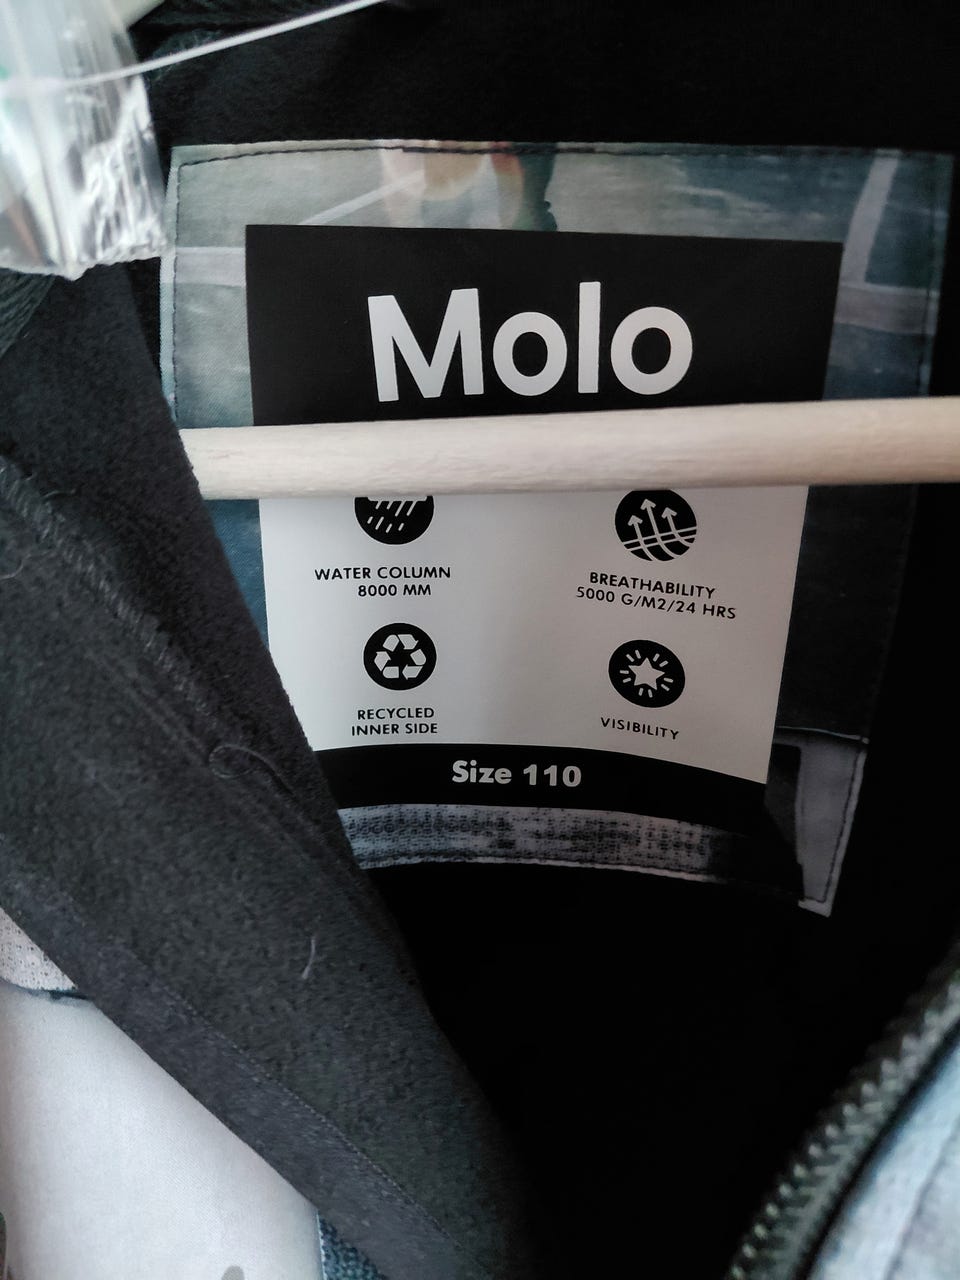 Molo
WATER COLUMN
8000 MM
BREATHABILITY
5000 G/M2/24 HRS
RECYCLED
INNER SIDE
VISIBILITY
Size 110